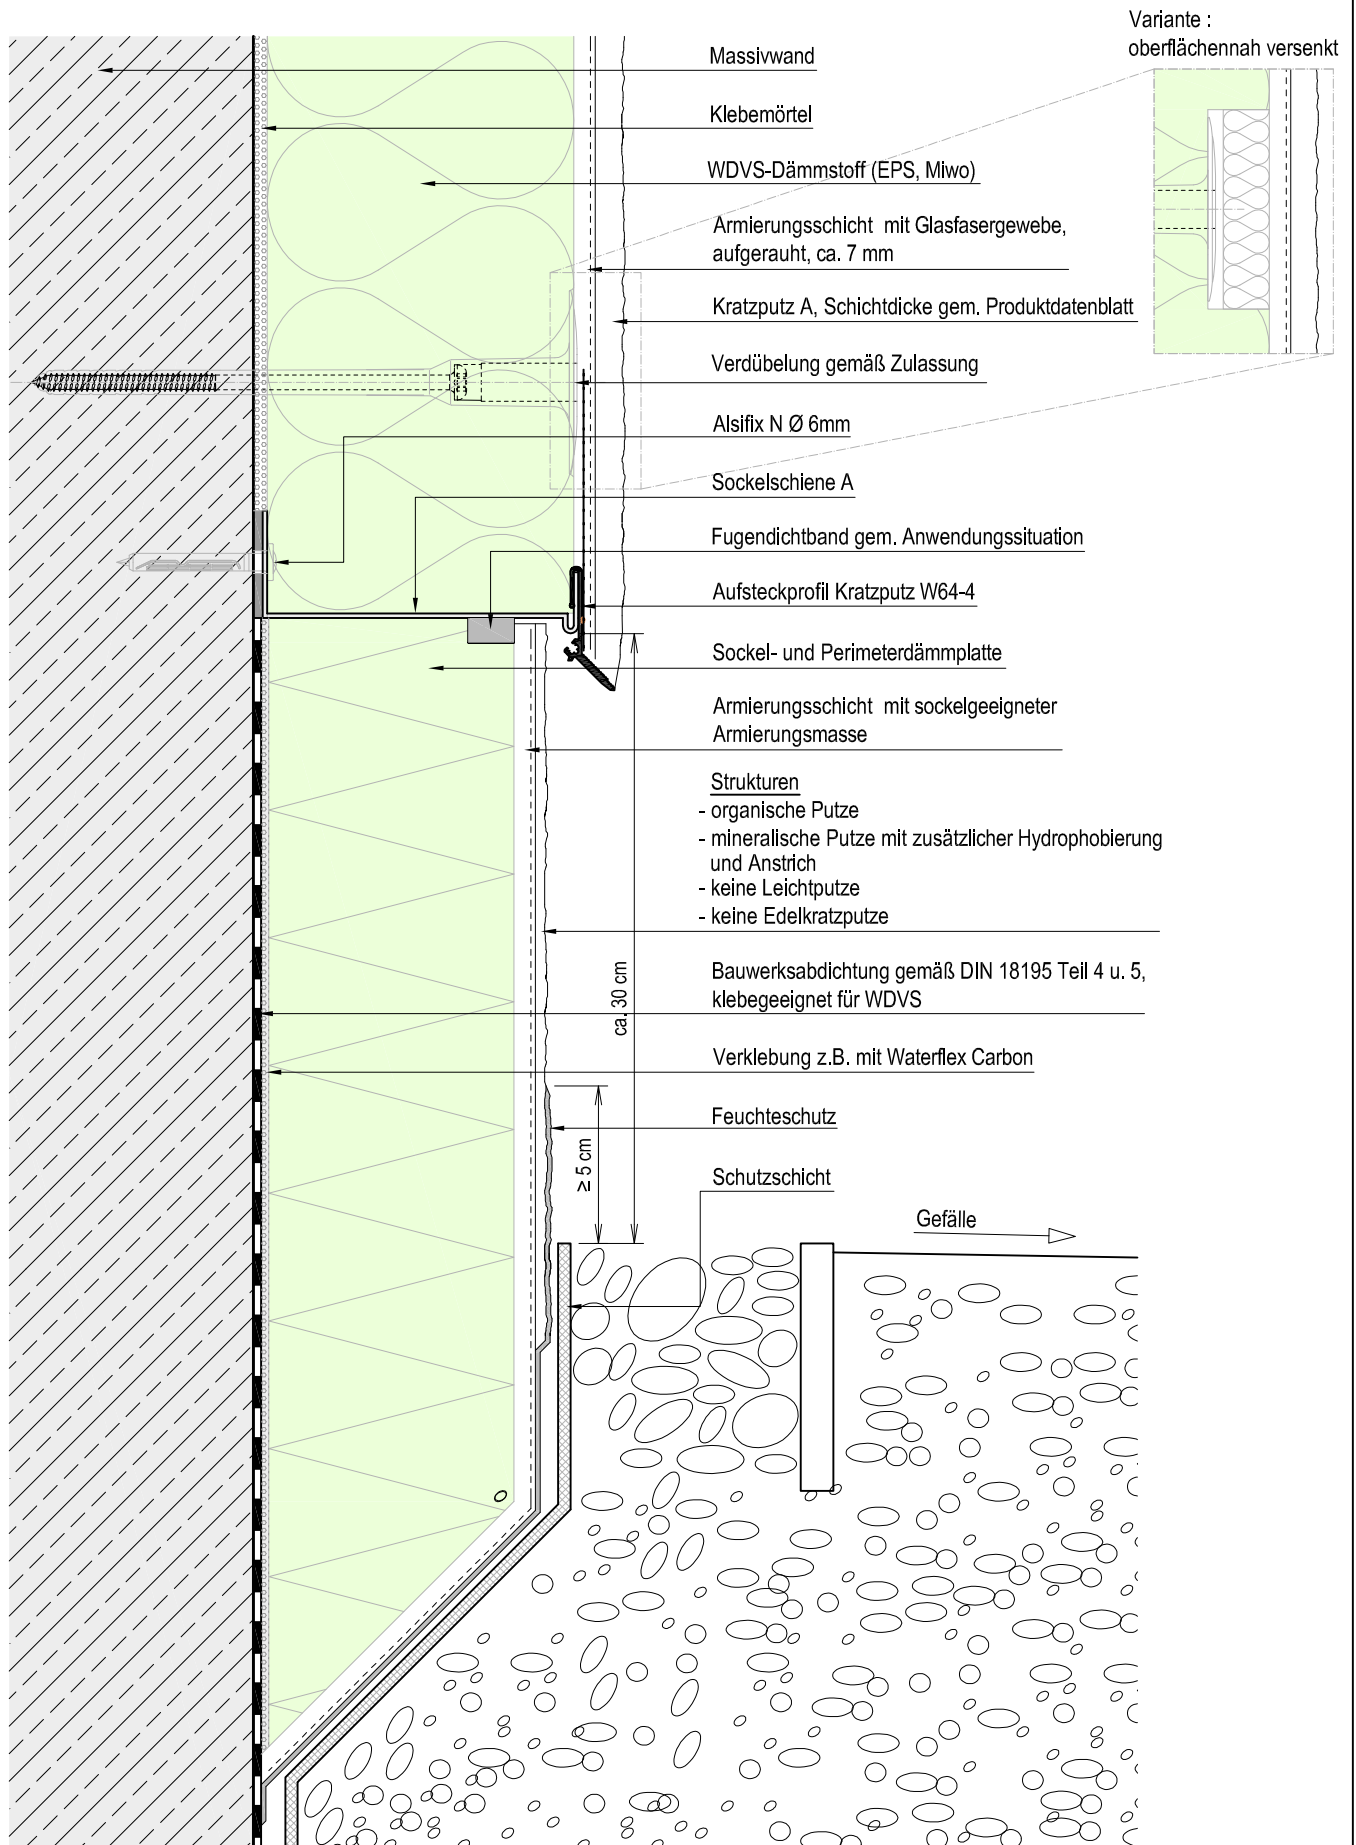 Variante :
oberflächennah versenkt
Massivwand
Klebemörtel
WDVS-Dämmstoff (EPS, Miwo)
Armierungsschicht mit Glasfasergewebe,
aufgerauht, ca. 7 mm
Kratzputz A, Schichtdicke gem. Produktdatenblatt
Verdübelung gemäß Zulassung
Alsifix N Ø 6mm
Sockelschiene A
Fugendichtband gem. Anwendungssituation
Aufsteckprofil Kratzputz W64-4
Sockel- und Perimeterdämmplatte
Armierungsschicht mit sockelgeeigneter
Armierungsmasse
Strukturen
- organische Putze
- mineralische Putze mit zusätzlicher Hydrophobierung
und Anstrich
- keine Leichtputze
- keine Edelkratzputze
Bauwerksabdichtung gemäß DIN 18195 Teil 4 u. 5,
klebegeeignet für WDVS
ca. 30 cm
Verklebung z.B. mit Waterflex Carbon
Feuchteschutz
≥ 5 cm
Schutzschicht
Gefälle